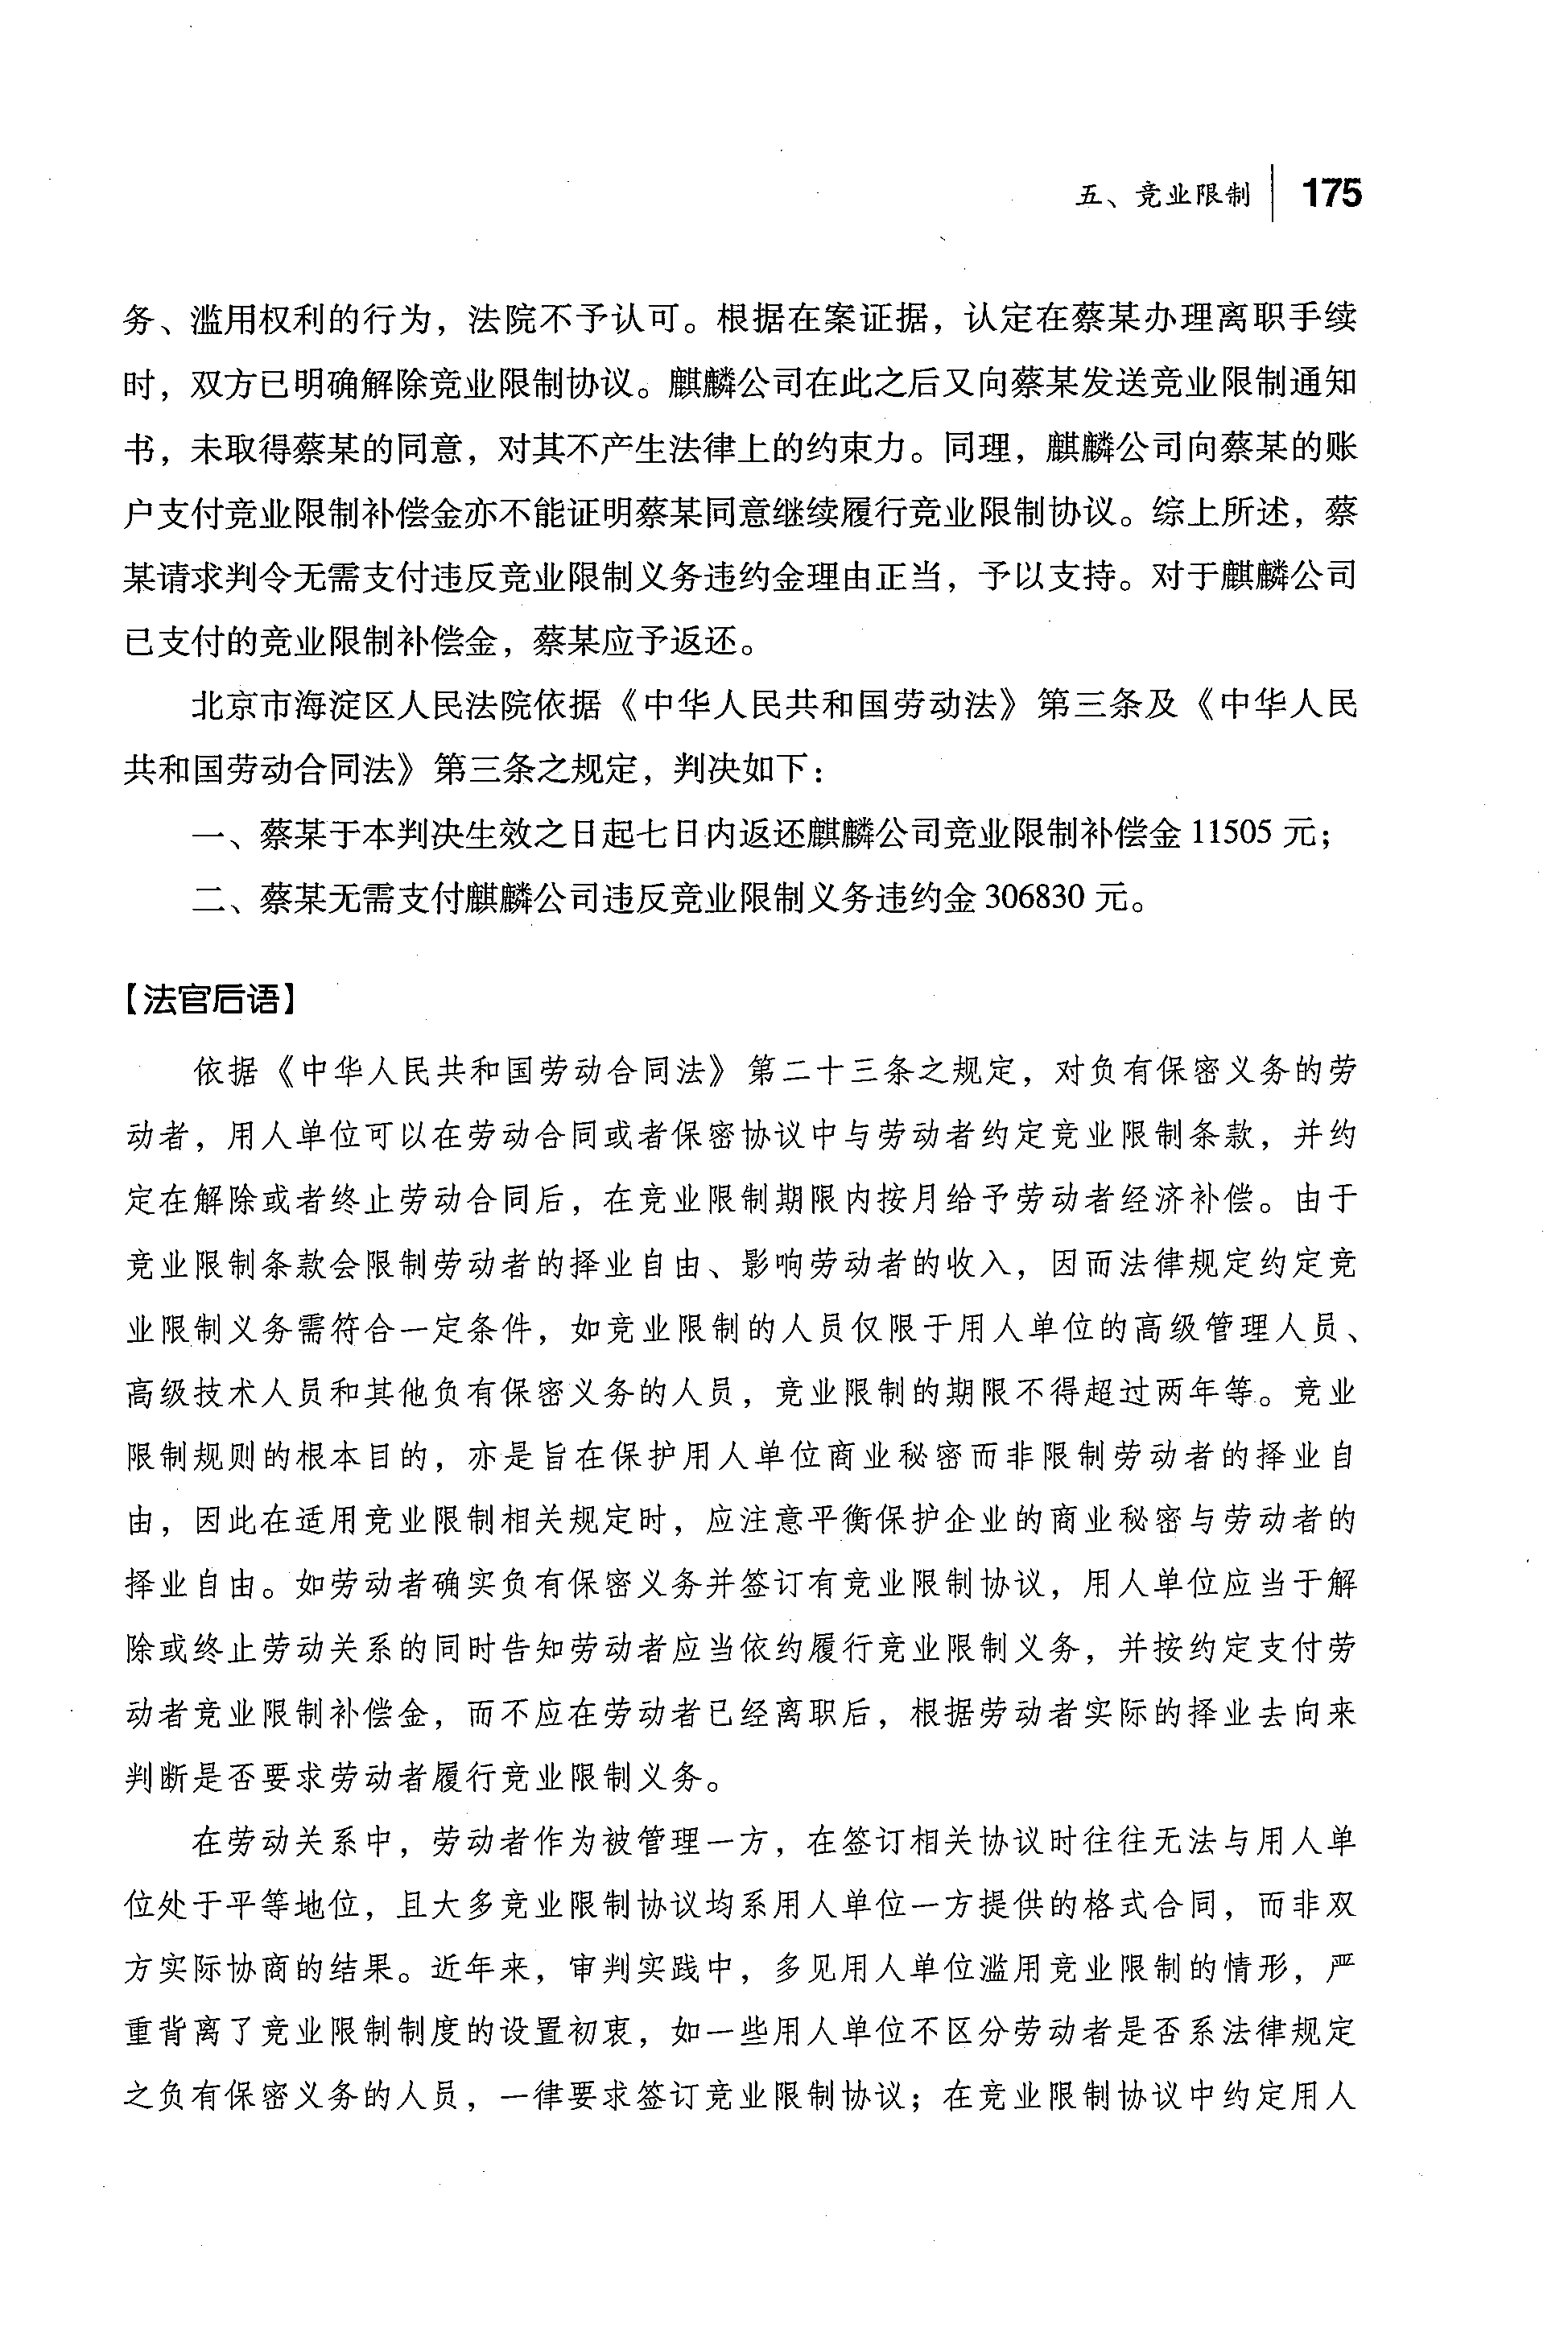 五、竞业限制 175
务、滥用权利的行为，法院不予认可。根据在案证据，认定在蔡某办理离职手续
时，双方已明确解除竞业限制协议。麒麟公司在此之后又向蔡某发送竞业限制通知
书，未取得蔡某的同意，对其不产生法律上的约束力。同理，麒麟公司向蔡某的账
户支付竞业限制补偿金亦不能证明蔡某同意继续履行竞业限制协议。综上所述，蔡
某请求判令无需支付违反竞业限制义务违约金理由正当，予以支持。对于麒麟公司
已支付的竞业限制补偿金，蔡某应予返还。
北京市海淀区人民法院依据《中华人民共和国劳动法》第三条及《中华人民
共和国劳动合同法》第三条之规定，判决如下：
一、蔡某于本判决生效之日起七日内返还麒麟公司竞业限制补偿金 11505 元；
二、蔡某无需支付麒麟公司违反竞业限制义务违约金 306830 元。
【法官后语】
依据《中华人民共和国劳动合同法》第二十三条之规定，对负有保密义务的劳
动者，用人单位可以在劳动合同或者保密协议中与劳动者约定竞业限制条款，并约
定在解除或者终止劳动合同后，在竞业限制期限内按月给予劳动者经济补偿。由于
竞业限制条款会限制劳动者的择业自由、影响劳动者的收入，因而法律规定约定竞
业限制义务需符合一定条件，如竞业限制的人员仅限于用人单位的高级管理人员、
高级技术人员和其他负有保密义务的人员，竞业限制的期限不得超过两年等。竞业
限制规则的根本目的，亦是旨在保护用人单位商业秘密而非限制劳动者的择业自
由，因此在适用竞业限制相关规定时，应注意平衡保护企业的商业秘密与劳动者的
择业自由。如劳动者确实负有保密义务并签订有竞业限制协议，用人单位应当于解
除或终止劳动关系的同时告知劳动者应当依约履行竞业限制义务，并按约定支付劳
动者竞业限制补偿金，而不应在劳动者已经离职后，根据劳动者实际的择业去向来
判断是否要求劳动者履行竞业限制义务。
在劳动关系中，劳动者作为被管理一方，在签订相关协议时往往无法与用人单
位处于平等地位，且大多竞业限制协议均系用人单位一方提供的格式合同，而非双
方实际协商的结果。近年来，审判实践中，多见用人单位滥用竞业限制的情形，严
重背离了竞业限制制度的设置初衷，如一些用人单位不区分劳动者是否系法律规定
之负有保密义务的人员，一律要求签订竞业限制协议；在竞业限制协议中约定用人